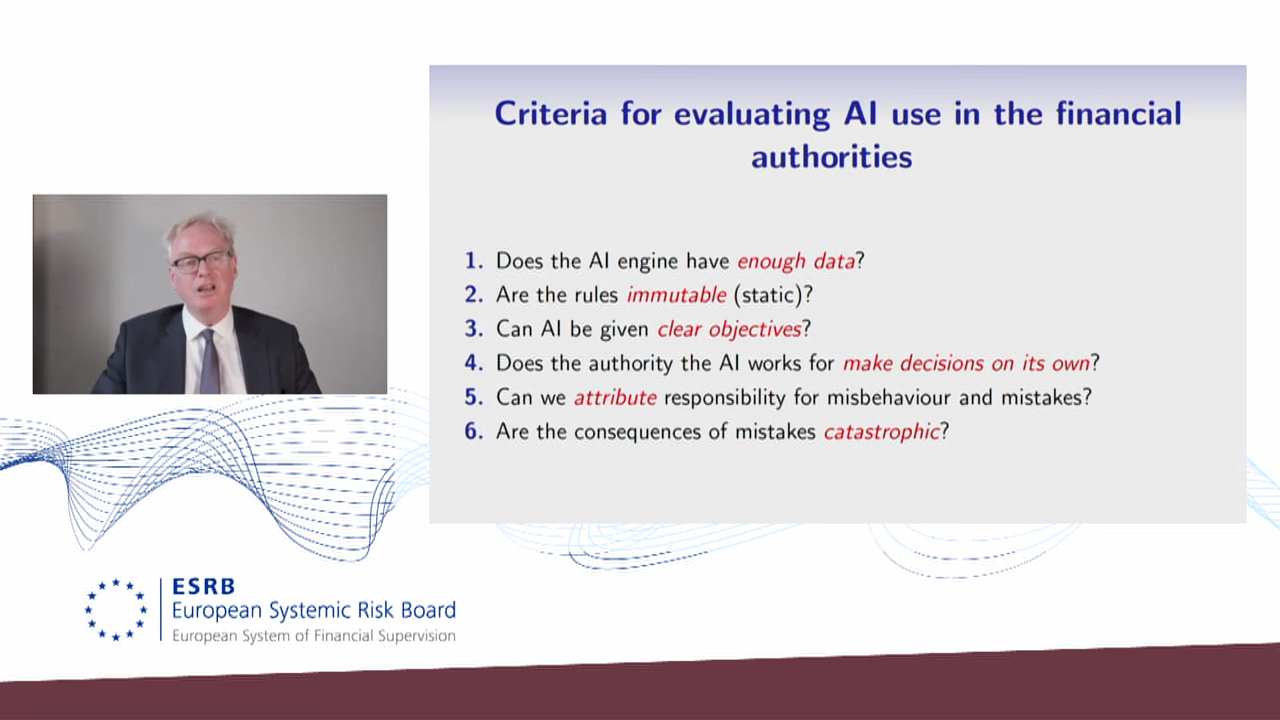 Criteria for evaluating AI use in the financial
authorities
1. Does the AI engine have enough data?
2. Are the rules immutable (static)?
3. Can AI be given clear objectives?
4. Does the authority the AI works for make decisions on its own?
5. Can we attribute responsibility for misbehaviour and mistakes?
6. Are the consequences of mistakes catastrophic?
ESRB
European Systemic Risk Board
European System of Financial Supervision